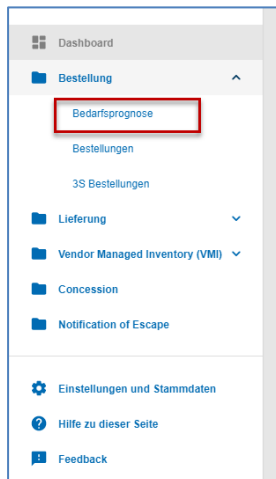 Dashboard
Bestellung
Bedarfsprognose
Bestellungen
3S Bestellungen
Lieferung
Vendor Managed Inventory (VMI)
Concession
Notification of Escape
Einstellungen und Stammdaten
Hilfe zu dieser Seite
Feedback